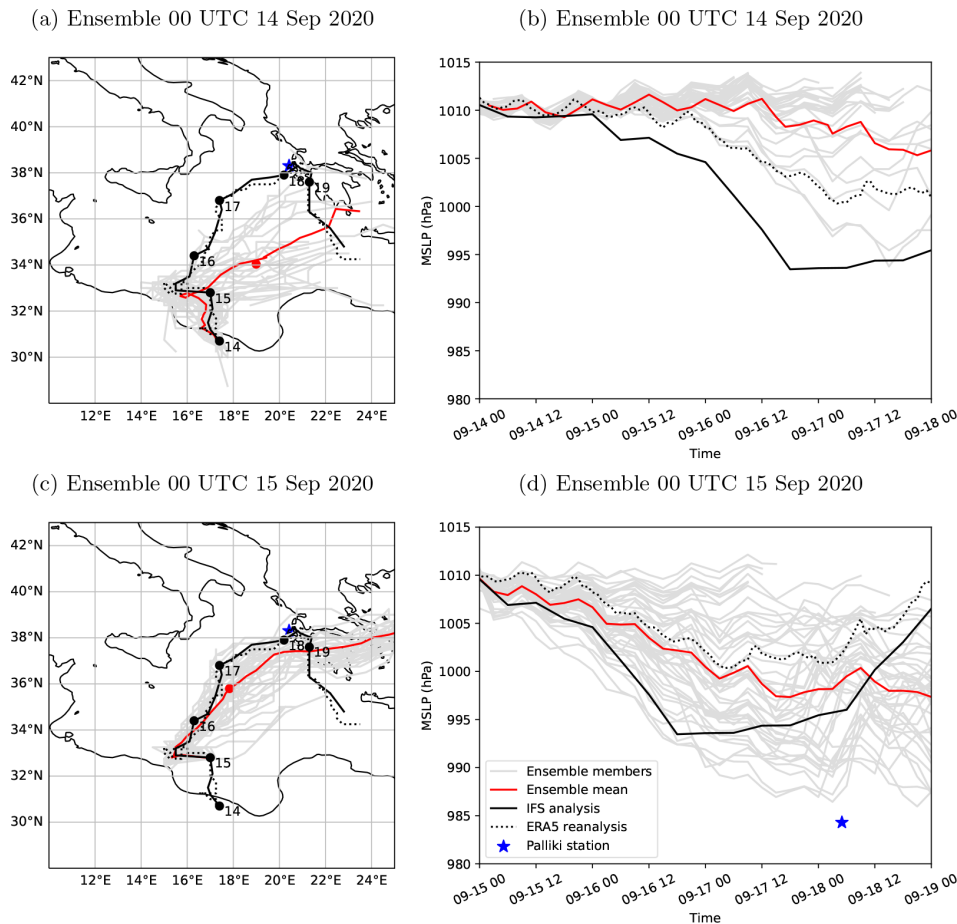 (a) Ensemble 00 UTC 14 Sep 2020
42°N
40°N
38°N
36°N
34°N
32°N
30°N
12°E 14°E 16°E 18°E 20°E 22°E 24°E
14
15
16
17
18
19
(b) Ensemble 00 UTC 14 Sep 2020
MSLP (hPa)
1015
1010
1005
1000
995
990
985
980
09-14 00 09-14 12 09-15 00 09-15 12 09-16 00 09-16 12 09-17 00 09-17 12 09-18 00
Time
(c) Ensemble 00 UTC 15 Sep 2020
42°N
40°N
38°N
36°N
34°N
32°N
30°N
12°E 14°E 16°E 18°E 20°E 22°E 24°E
14
15
16
17
18
19
(d) Ensemble 00 UTC 15 Sep 2020
MSLP (hPa)
1015
1010
1005
1000
995
990
985
980
Ensemble members
Ensemble mean
IFS analysis
ERA5 reanalysis
Palliki station
09-15 00 09-15 12 09-16 00 09-16 12 09-17 00 09-17 12 09-18 00 09-18 12 09-19 00
Time